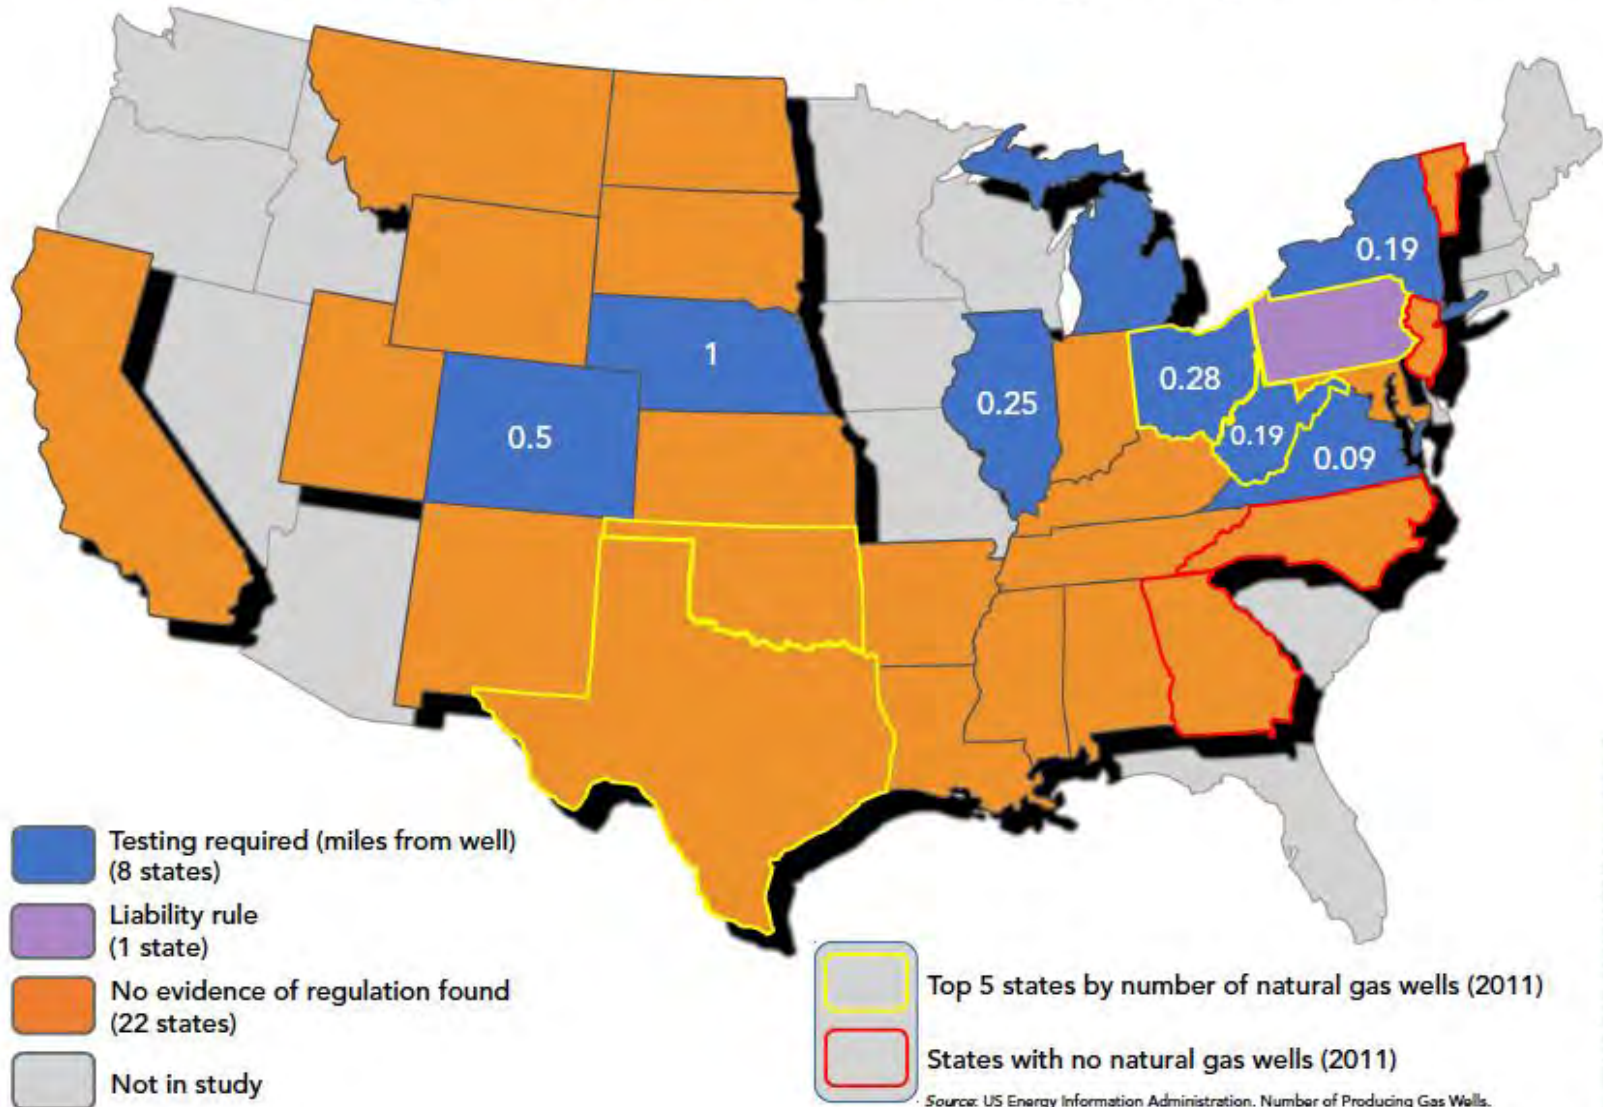 0.19
1
0.28
0.25
0.5
0.19
0.09
Testing required (miles from well)
(8 states)
Liability rule
(1 state)
No evidence of regulation found
(22 states)
Not in study
Top 5 states by number of natural gas wells (2011)
States with no natural gas wells (2011)
Source: US Energy Information Administration. Number of Producing Gas Wells.